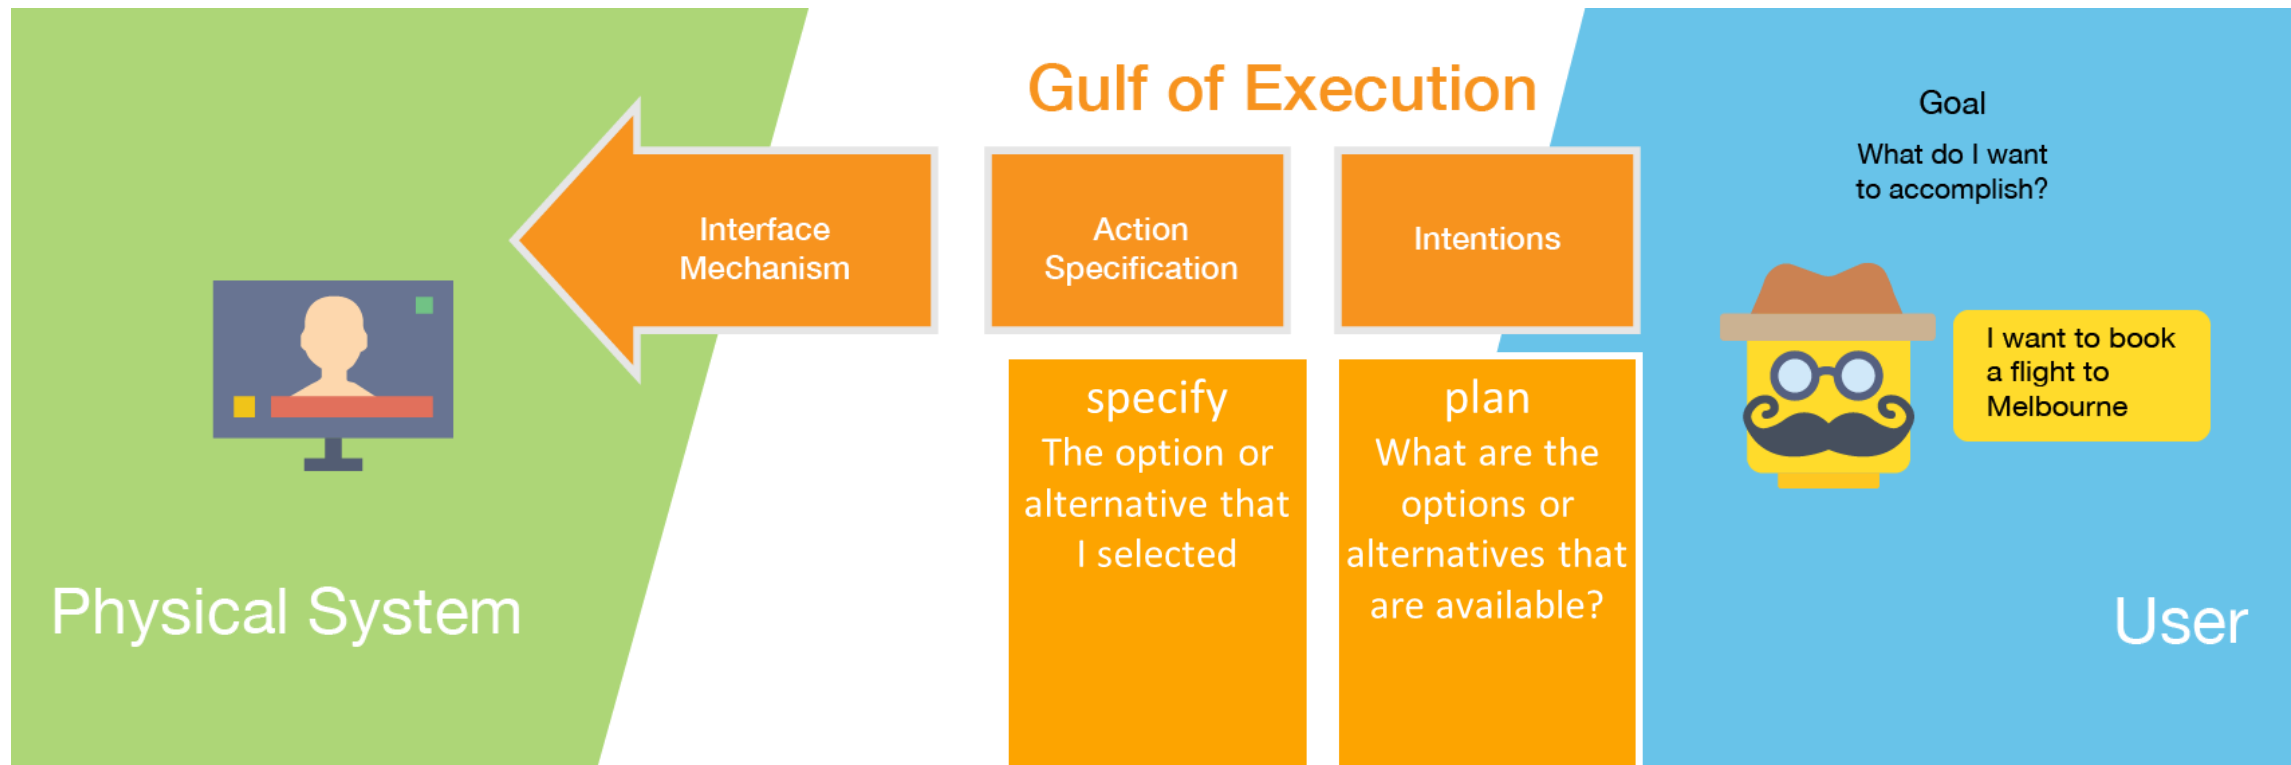 Gulf of Execution
Goal
What do I want
to accomplish?
Interface
Mechanism
Action
Specification
Intentions
I want to book
a flight to
Melbourne
specify
The option or
alternative that
I selected
plan
What are the
options or
alternatives that
are available?
Physical System
User